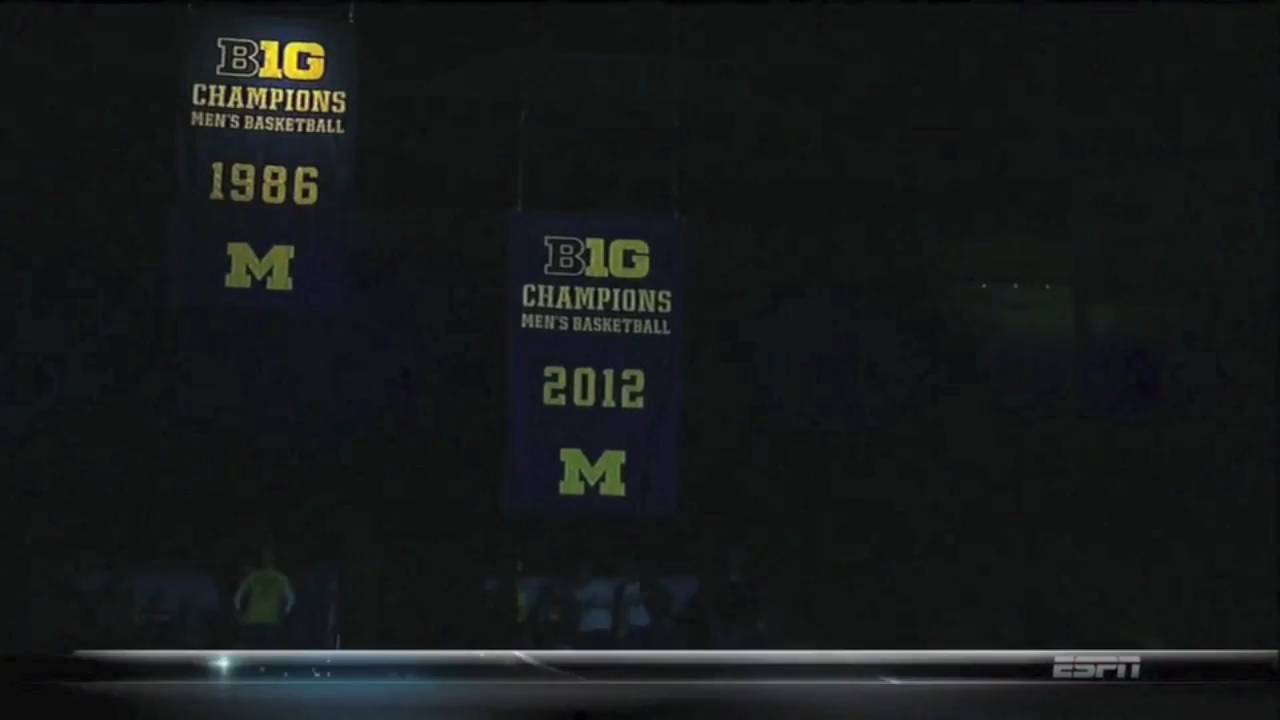 B1G
CHAMPIONS
MEN'S BASKETBALL
1986
M
B1G
CHAMPIONS
MEN'S BASKETBALL
2012
M
ESPN